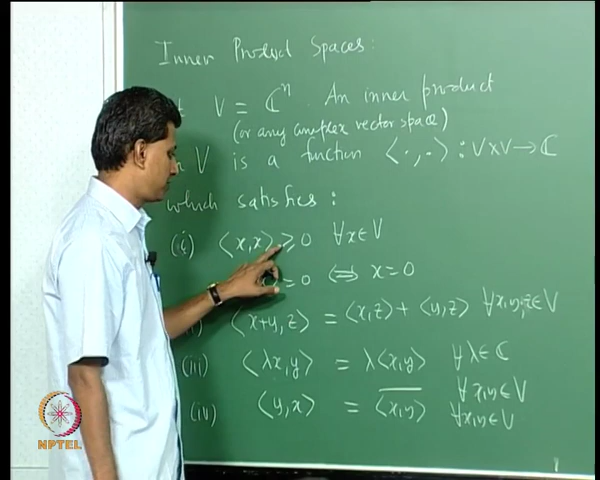 Inner Product Spaces:
V = ℂⁿ. An inner product
(or any complex vector space)
V is a function ⟨·,·⟩ : V×V → ℂ
which satisfies:
(i) ⟨x,x⟩ ≥ 0 ∀x∈V
= 0 ⟺ x=0
⟨x+y, z⟩ = ⟨x,z⟩ + ⟨y,z⟩ ∀x,y,z∈V
(iii) ⟨λx,y⟩ = λ⟨x,y⟩ ∀λ∈ℂ
∀x,y∈V
(iv) ⟨y,x⟩ = \overline{⟨x,y⟩} ∀x,y∈V
NPTEL